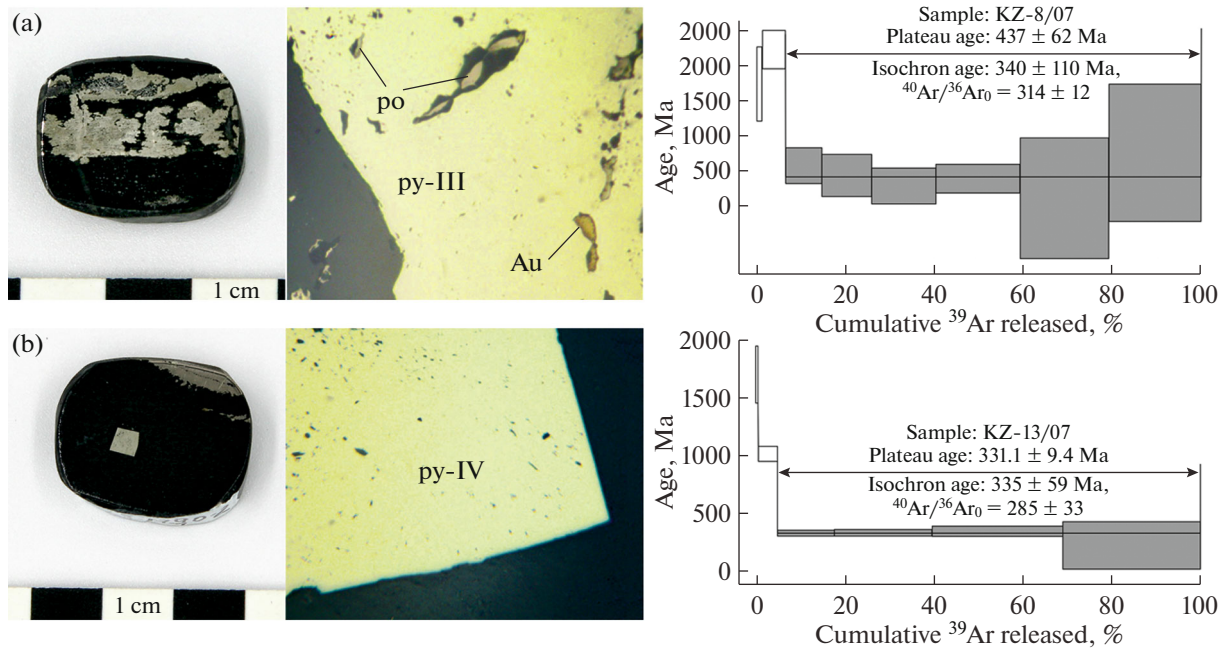 (a)
po
py-III
Au
1 cm
Sample: KZ-8/07
Plateau age: 437 ± 62 Ma
Isochron age: 340 ± 110 Ma,
⁴⁰Ar/³⁶Ar₀ = 314 ± 12
Age, Ma
2000
2000
1500
1000
500
0
0 20 40 60 80 100
Cumulative ³⁹Ar released, %
(b)
py-IV
1 cm
Sample: KZ-13/07
Plateau age: 331.1 ± 9.4 Ma
Isochron age: 335 ± 59 Ma,
⁴⁰Ar/³⁶Ar₀ = 285 ± 33
Age, Ma
2000
1500
1000
500
0
0 20 40 60 80 100
Cumulative ³⁹Ar released, %